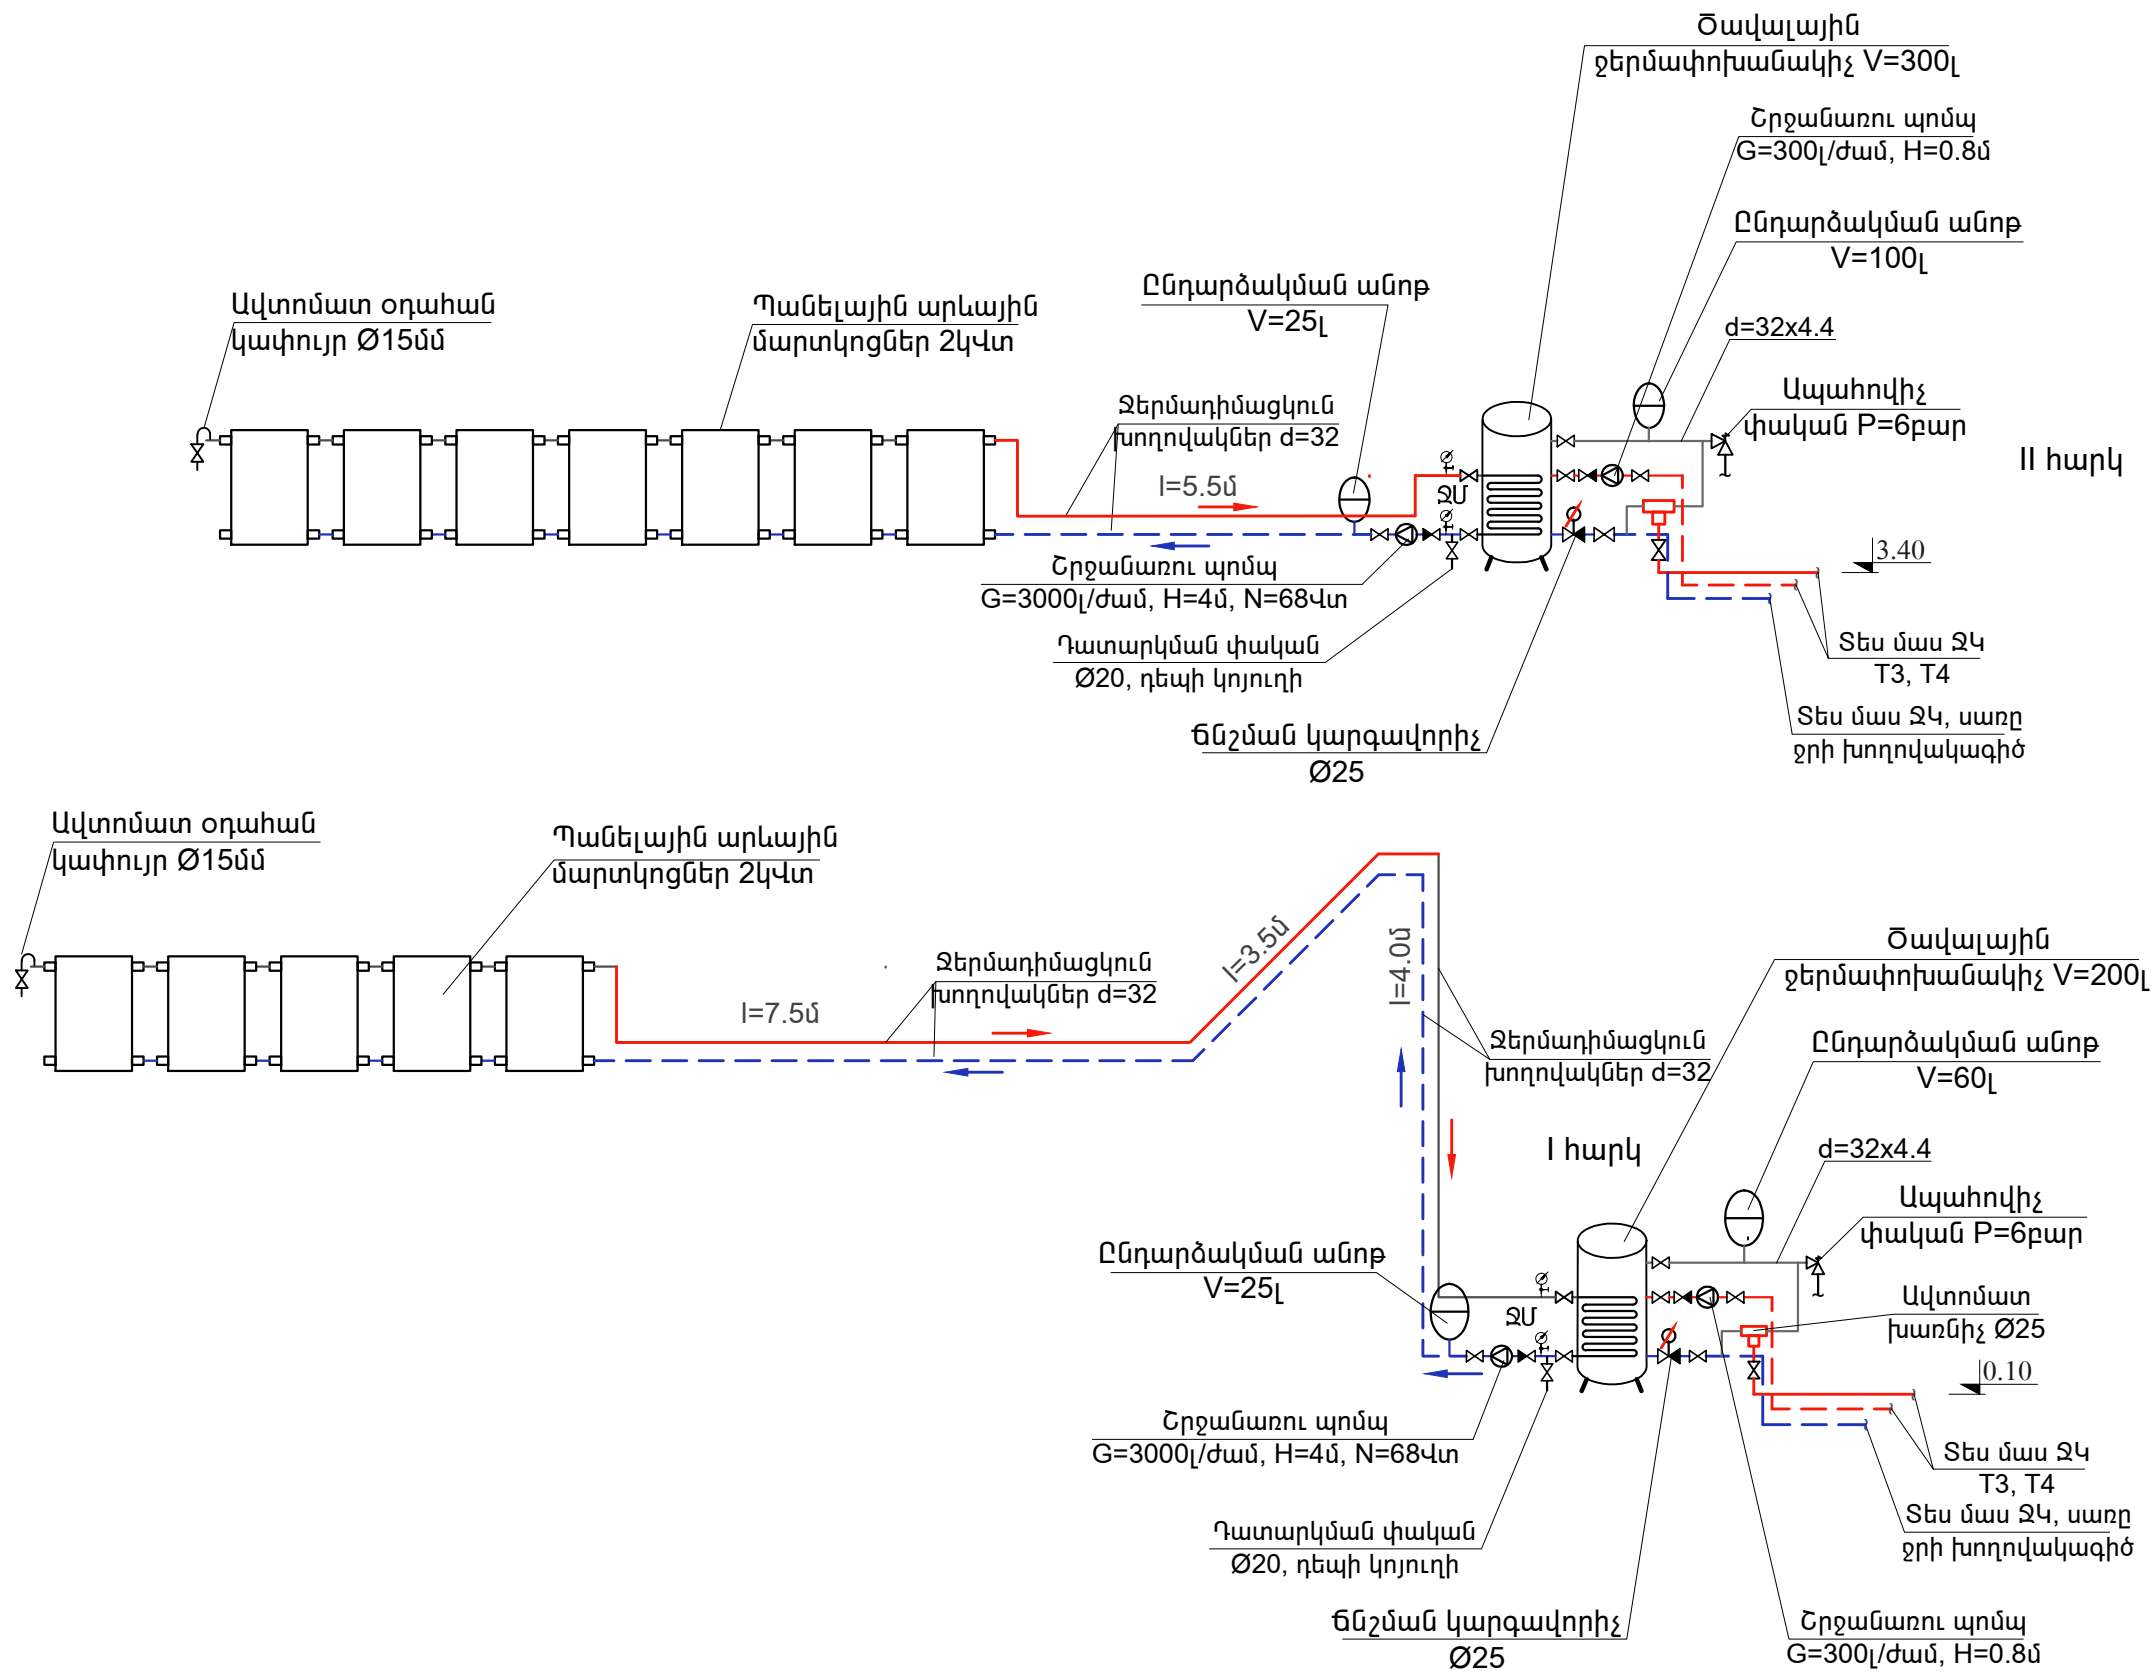 Ծավալային
ջերմափոխանակիչ V=300լ
Շրջանառու պոմպ
G=300լ/ժամ, H=0.8մ
Ընդարձակման անոթ
V=100լ
Ավտոմատ օդահան
կափույր Ø15մմ
Պանելային արևային
մարտկոցներ 2կՎտ
Ընդարձակման անոթ
V=25լ
d=32x4.4
Ջերմադիմացկուն
խողովակներ d=32
Ապահովիչ
փական P=6բար
II հարկ
l=5.5մ
ՋՄ
3.40
Շրջանառու պոմպ
G=3000լ/ժամ, H=4մ, N=68Վտ
Դատարկման փական
Ø20, դեպի կոյուղի
Տես մաս ՋԿ
T3, T4
Տես մաս ՋԿ, սառը
ջրի խողովակագիծ
Ճնշման կարգավորիչ
Ø25
Ավտոմատ օդահան
կափույր Ø15մմ
Պանելային արևային
մարտկոցներ 2կՎտ
l=7.5մ
Ջերմադիմացկուն
խողովակներ d=32
l=3.5մ
l=4.0մ
Ծավալային
ջերմափոխանակիչ V=200լ
Ջերմադիմացկուն
խողովակներ d=32
Ընդարձակման անոթ
V=60լ
I հարկ
d=32x4.4
Ապահովիչ
փական P=6բար
Ընդարձակման անոթ
V=25լ
ՋՄ
Ավտոմատ
խառնիչ Ø25
0.10
Շրջանառու պոմպ
G=3000լ/ժամ, H=4մ, N=68Վտ
Տես մաս ՋԿ
T3, T4
Տես մաս ՋԿ, սառը
ջրի խողովակագիծ
Դատարկման փական
Ø20, դեպի կոյուղի
Ճնշման կարգավորիչ
Ø25
Շրջանառու պոմպ
G=300լ/ժամ, H=0.8մ